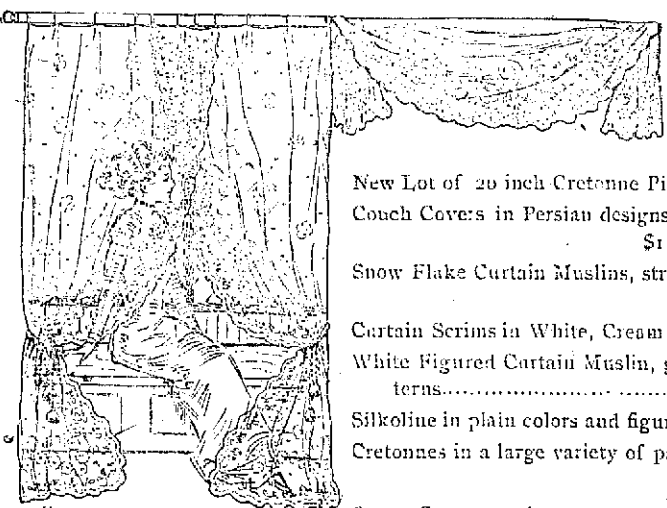 New Lot of 20 inch Cretonne Pi
Couch Covers in Persian designs
$1
Snow Flake Curtain Muslins, str
Curtain Scrims in White, Cream
White Figured Curtain Muslin, g
terns
Silkoline in plain colors and figur
Cretonnes in a large variety of pa